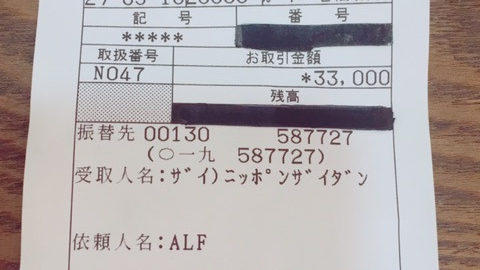 記 号 番 号
*****
取扱番号 お取引金額
NO47 *33,000
残高
振替先 00130 587727
(〇一九 587727)
受取人名:ザイ)ニッポンザイダン
依頼人名:ALF